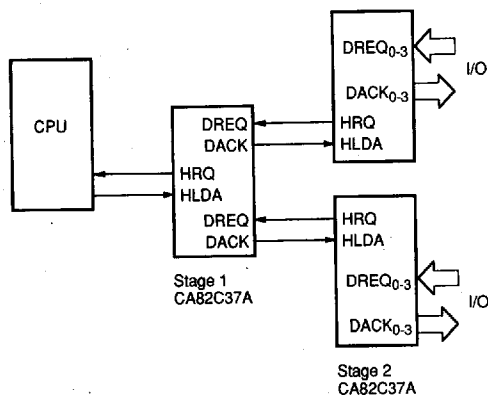 CPU
HRQ
HLDA
DREQ
DACK
DREQ
DACK
Stage 1
CA82C37A
DREQ0-3
DACK0-3
HRQ
HLDA
I/O
HRQ
HLDA
DREQ0-3
DACK0-3
I/O
Stage 2
CA82C37A